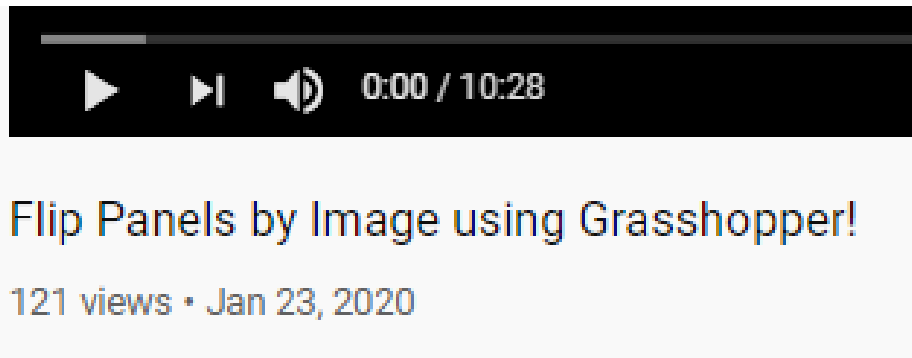 0:00 / 10:28
Flip Panels by Image using Grasshopper!
121 views • Jan 23, 2020